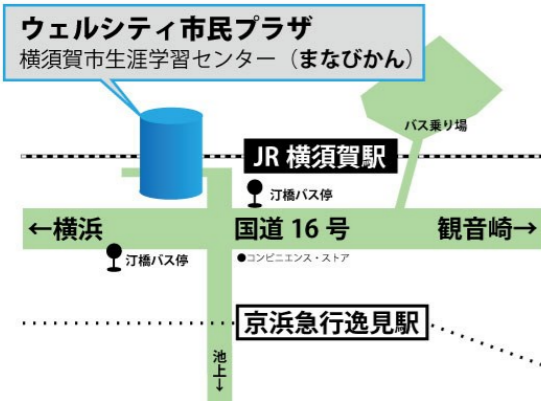 ウェルシティ市民プラザ
横須賀市生涯学習センター（まなびかん）
バス乗り場
JR 横須賀駅
汀橋バス停
←横浜
国道 16 号
観音崎→
汀橋バス停
●コンビニエンス・ストア
京浜急行逸見駅
池上↓